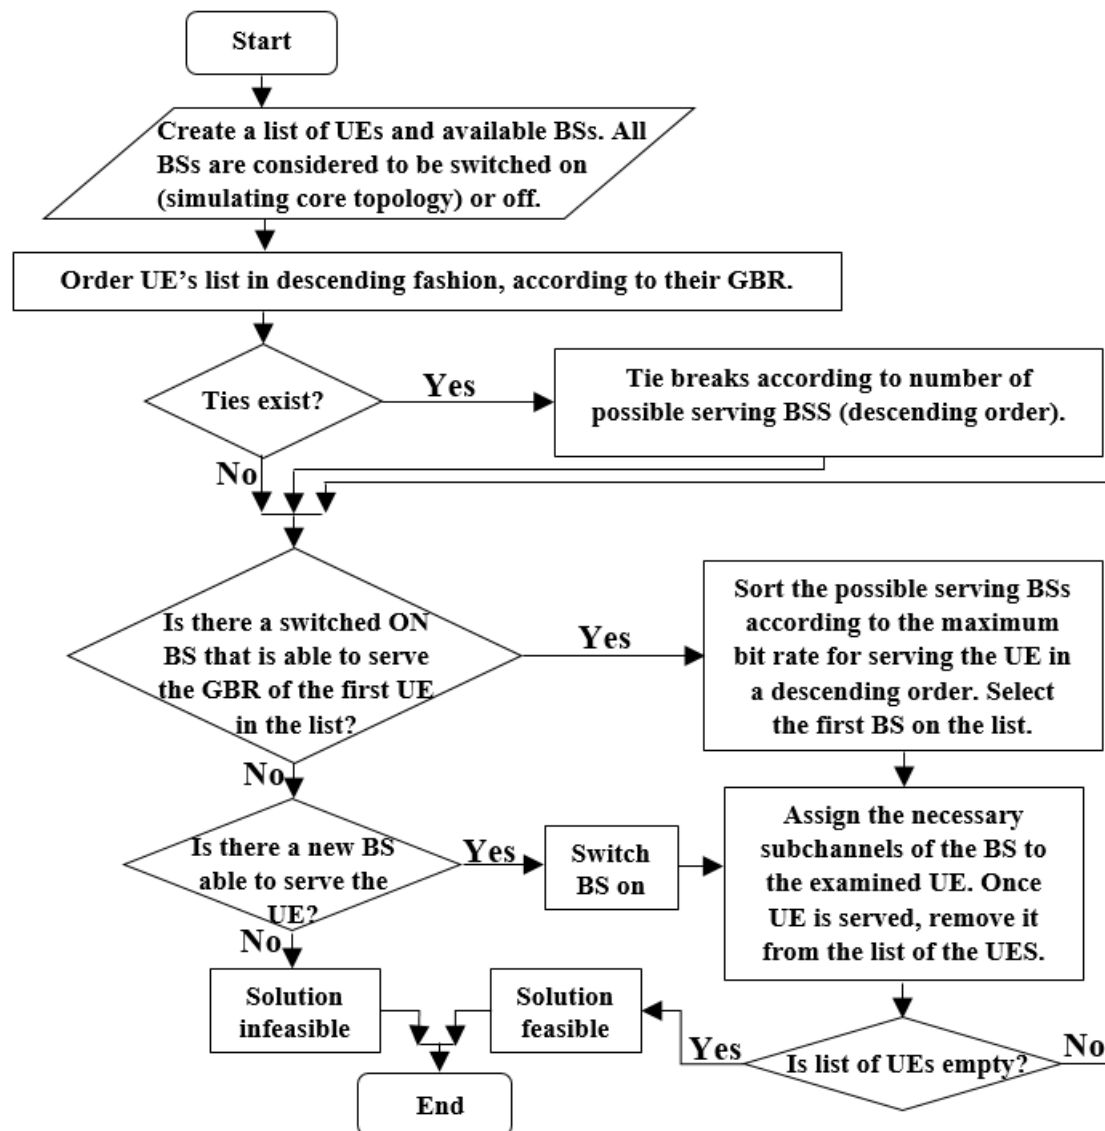 Start
Create a list of UEs and available BSs. All
BSs are considered to be switched on
(simulating core topology) or off.
Order UE’s list in descending fashion, according to their GBR.
Ties exist?
Yes
Tie breaks according to number of
possible serving BSS (descending order).
No
Is there a switched ON
BS that is able to serve
the GBR of the first UE
in the list?
Yes
Sort the possible serving BSs
according to the maximum
bit rate for serving the UE in
a descending order. Select
the first BS on the list.
No
Is there a new BS
able to serve the
UE?
Yes
Switch
BS on
Assign the necessary
subchannels of the BS to
the examined UE. Once
UE is served, remove it
from the list of the UES.
No
Solution
infeasible
Solution
feasible
Yes
Is list of UEs empty?
No
End